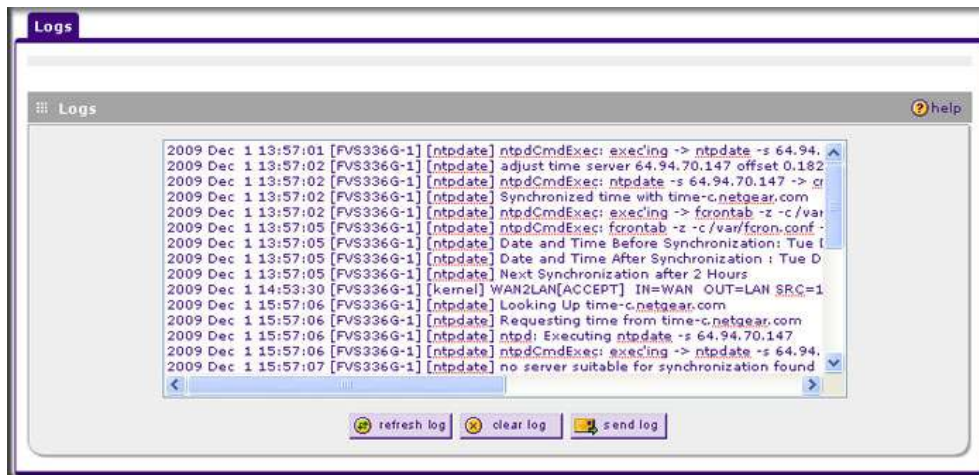 Logs
Logs
help
2009 Dec 1 13:57:01 [FVS336G-1] [ntpdate] ntpdCmdExec: exec'ing -> ntpdate -s 64.94.
2009 Dec 1 13:57:02 [FVS336G-1] [ntpdate] adjust time server 64.94.70.147 offset 0.182
2009 Dec 1 13:57:02 [FVS336G-1] [ntpdate] ntpdCmdExec: ntpdate -s 64.94.70.147 ->
2009 Dec 1 13:57:02 [FVS336G-1] [ntpdate] Synchronized time with time-c.netgear.com
2009 Dec 1 13:57:02 [FVS336G-1] [ntpdate] ntpdCmdExec: exec'ing -> fcrontab -z -c /var
2009 Dec 1 13:57:05 [FVS336G-1] [ntpdate] ntpdCmdExec: fcrontab -z -c /var/fcron.conf -
2009 Dec 1 13:57:05 [FVS336G-1] [ntpdate] Date and Time Before Synchronization: Tue
2009 Dec 1 13:57:05 [FVS336G-1] [ntpdate] Date and Time After Synchronization : Tue D
2009 Dec 1 13:57:05 [FVS336G-1] [ntpdate] Next Synchronization after 2 Hours
2009 Dec 1 14:53:30 [FVS336G-1] [kernel] WAN2LAN[ACCEPT] IN=WAN OUT=LAN SRC=1
2009 Dec 1 15:57:06 [FVS336G-1] [ntpdate] Looking Up time-c.netgear.com
2009 Dec 1 15:57:06 [FVS336G-1] [ntpdate] Requesting time from time-c.netgear.com
2009 Dec 1 15:57:06 [FVS336G-1] [ntpdate] ntpd: Executing ntpdate -s 64.94.70.147
2009 Dec 1 15:57:06 [FVS336G-1] [ntpdate] ntpdCmdExec: exec'ing -> ntpdate -s 64.94.
2009 Dec 1 15:57:07 [FVS336G-1] [ntpdate] no server suitable for synchronization found
refresh log
clear log
send log